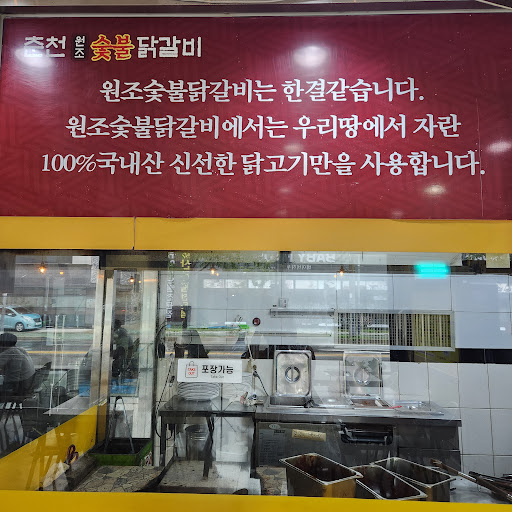 춘천 원조 숯불닭갈비
원조숯불닭갈비는 한결같습니다.
원조숯불닭갈비에서는 우리땅에서 자란
100%국내산 신선한 닭고기만을 사용합니다.
포장가능